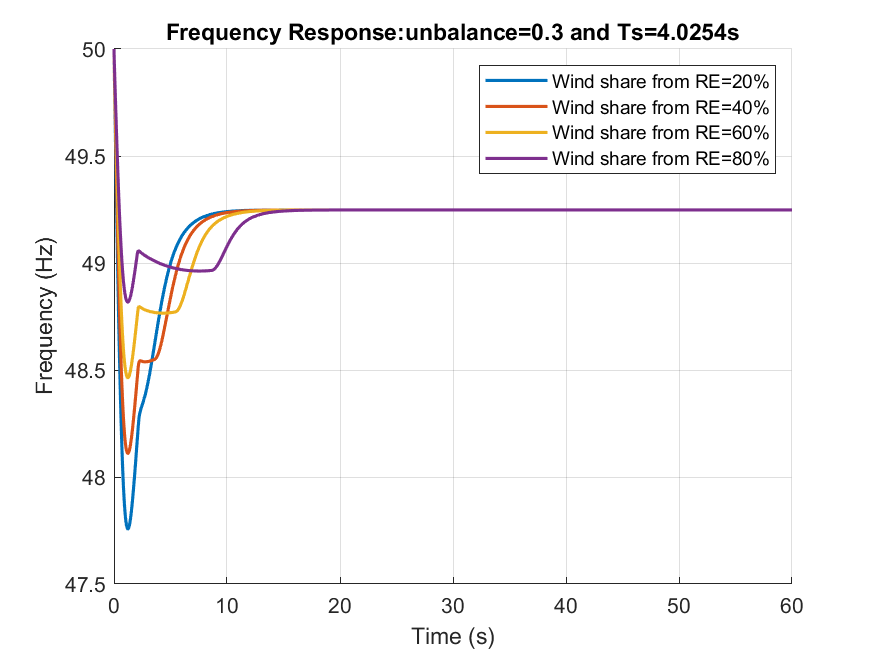 Frequency Response:unbalance=0.3 and Ts=4.0254s
Wind share from RE=20%
Wind share from RE=40%
Wind share from RE=60%
Wind share from RE=80%
50
49.5
49
48.5
48
47.5
Frequency (Hz)
0 10 20 30 40 50 60
Time (s)